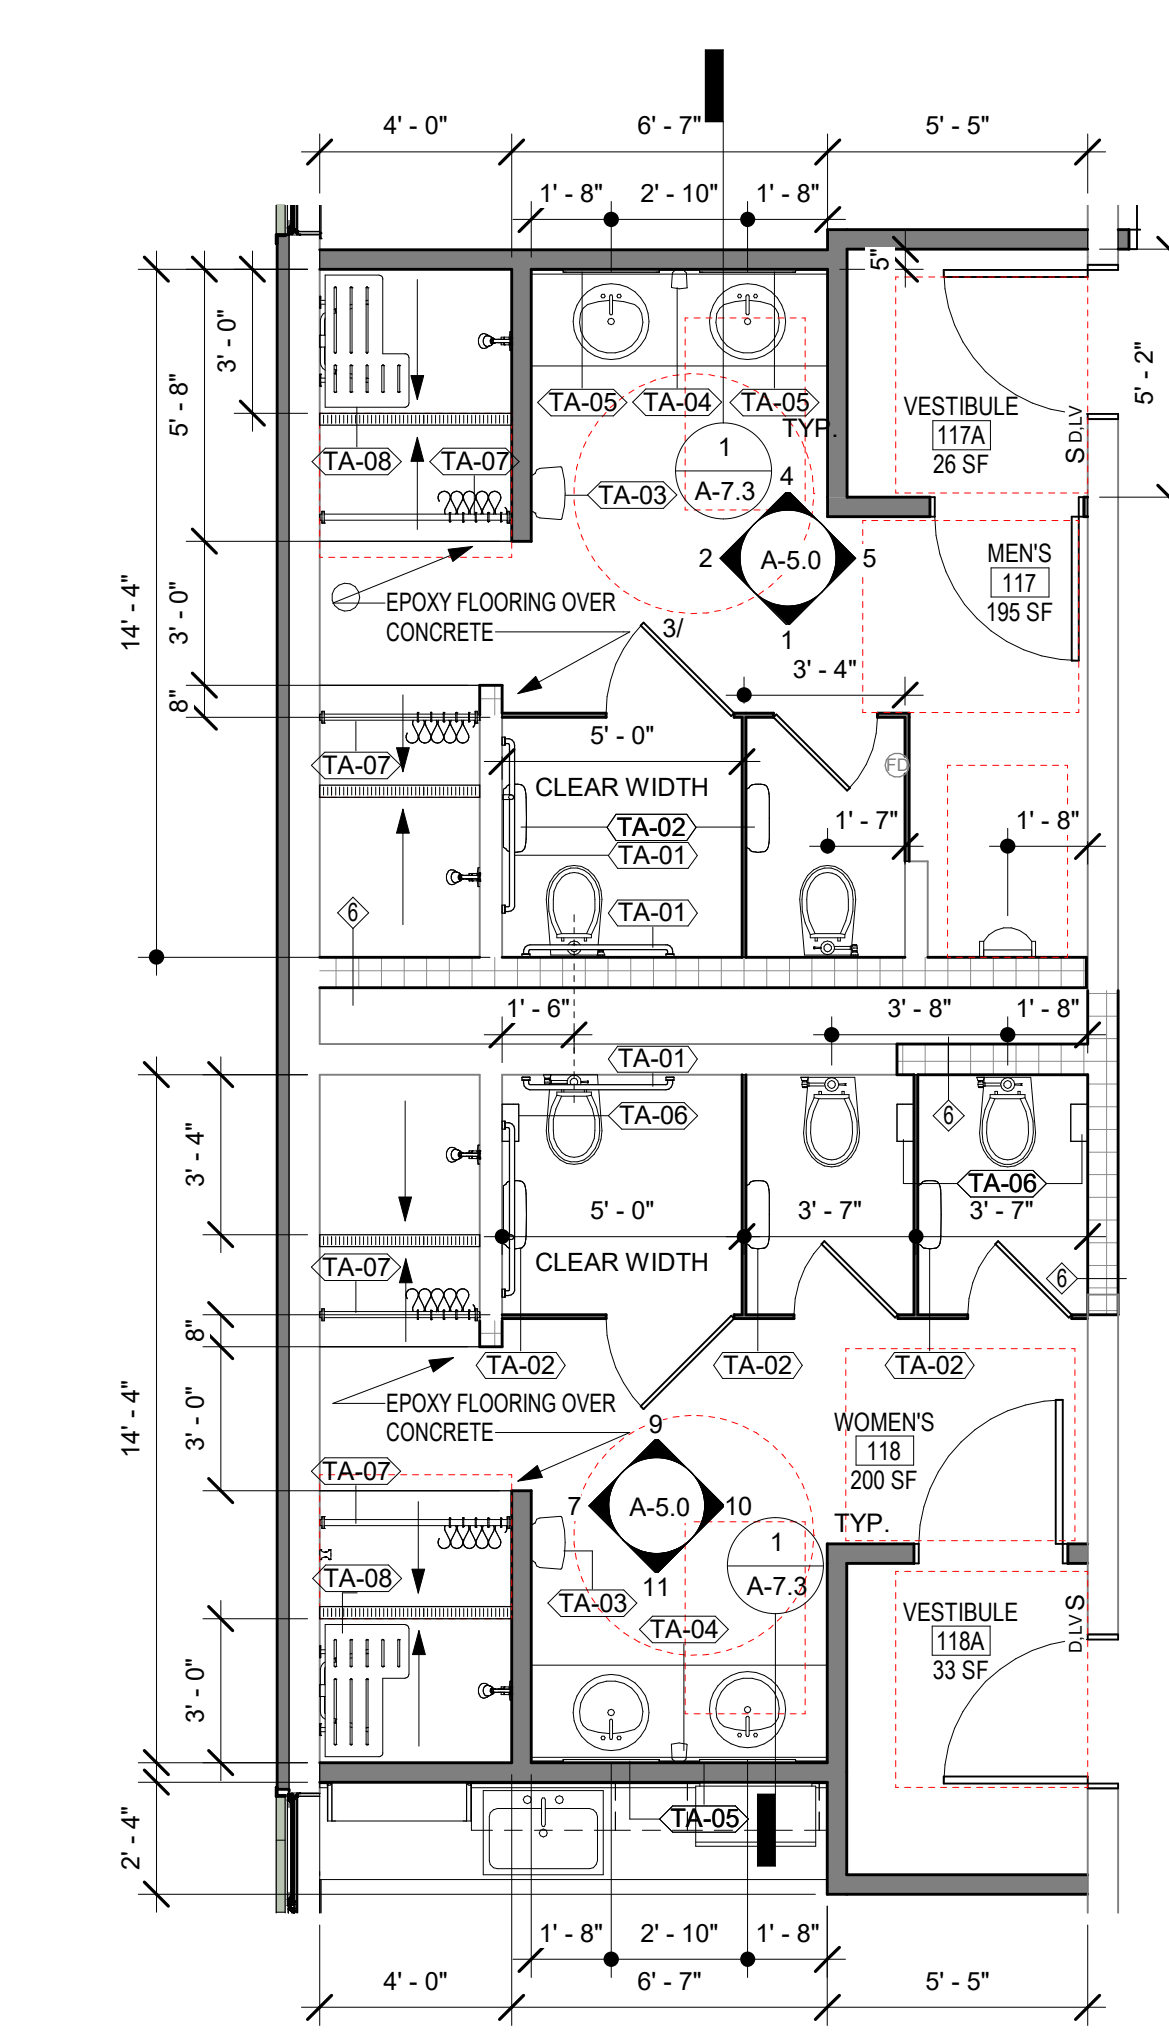 4' - 0"
6' - 7"
5' - 5"
1' - 8"
2' - 10"
1' - 8"
5"
3' - 0"
5' - 8"
5' - 2"
TA-05
TA-04
TA-05
TYP.
VESTIBULE
117A
26 SF
S D,LV
TA-08
TA-07
1
A-7.3
TA-03
4
2
A-5.0
5
1
MEN'S
117
195 SF
14' - 4"
3' - 0"
8"
EPOXY FLOORING OVER
CONCRETE
3/
3' - 4"
5' - 0"
CLEAR WIDTH
TA-07
FD
TA-02
TA-01
1' - 7"
1' - 8"
TA-01
6
1' - 6"
3' - 8"
1' - 8"
TA-01
TA-06
6
3' - 4"
TA-06
5' - 0"
3' - 7"
3' - 7"
CLEAR WIDTH
TA-07
6
8"
TA-02
TA-02
TA-02
14' - 4"
3' - 0"
EPOXY FLOORING OVER
CONCRETE
9
7
A-5.0
10
11
WOMEN'S
118
200 SF
TA-07
TYP.
1
A-7.3
TA-08
TA-03
TA-04
VESTIBULE
118A
33 SF
D,LV S
3' - 0"
2' - 4"
TA-05
1' - 8"
2' - 10"
1' - 8"
4' - 0"
6' - 7"
5' - 5"